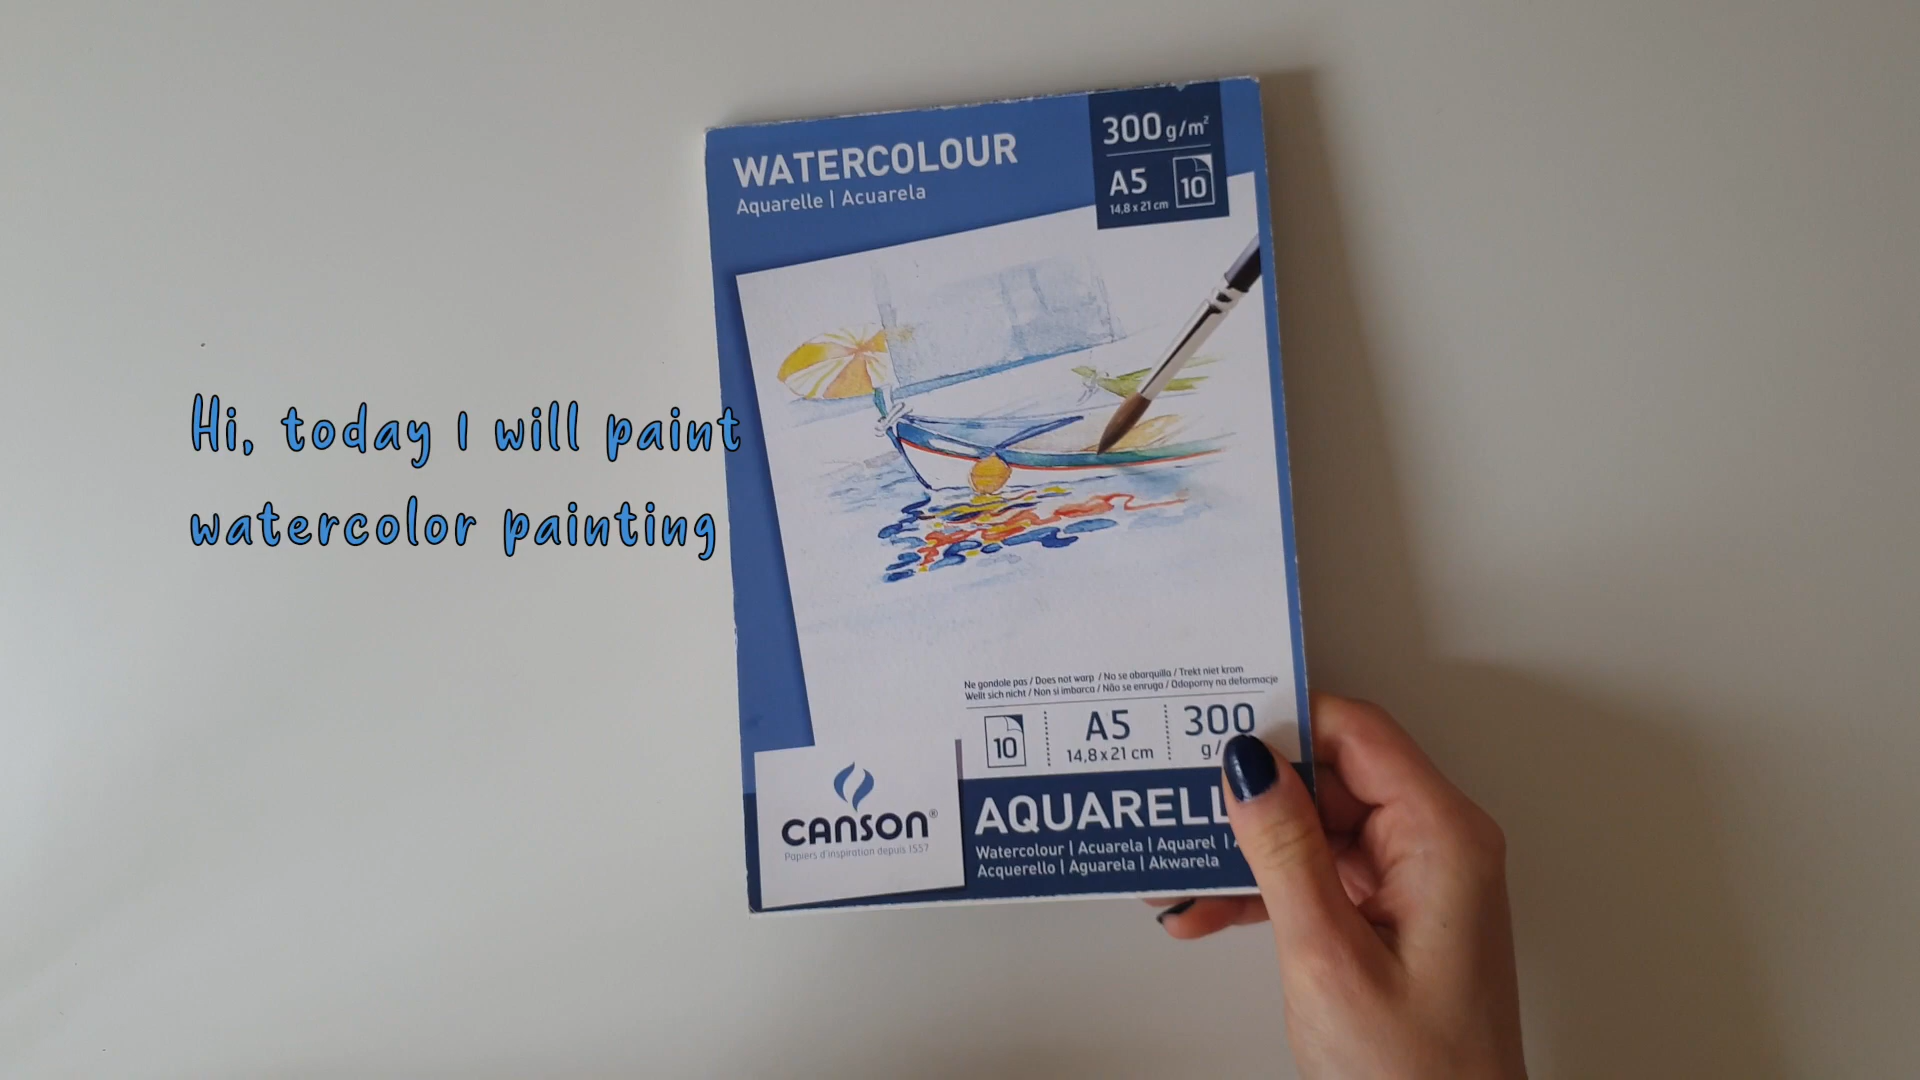 WATERCOLOUR
Aquarelle | Acuarela
300 g/m²
A5
14,8 x 21 cm
10
Hi, today I will paint
watercolor painting
Ne gondole pas / Does not warp / No se abarquilla / Trekt niet krom
Wellt sich nicht / Non si imbarca / Não se enruga / Odoporny na deformacje
10
A5
14,8 x 21 cm
300
g/
CANSON®
Papiers d'inspiration depuis 1557
AQUARELL
Watercolour | Acuarela | Aquarel |
Acquerello | Aguarela | Akwarela